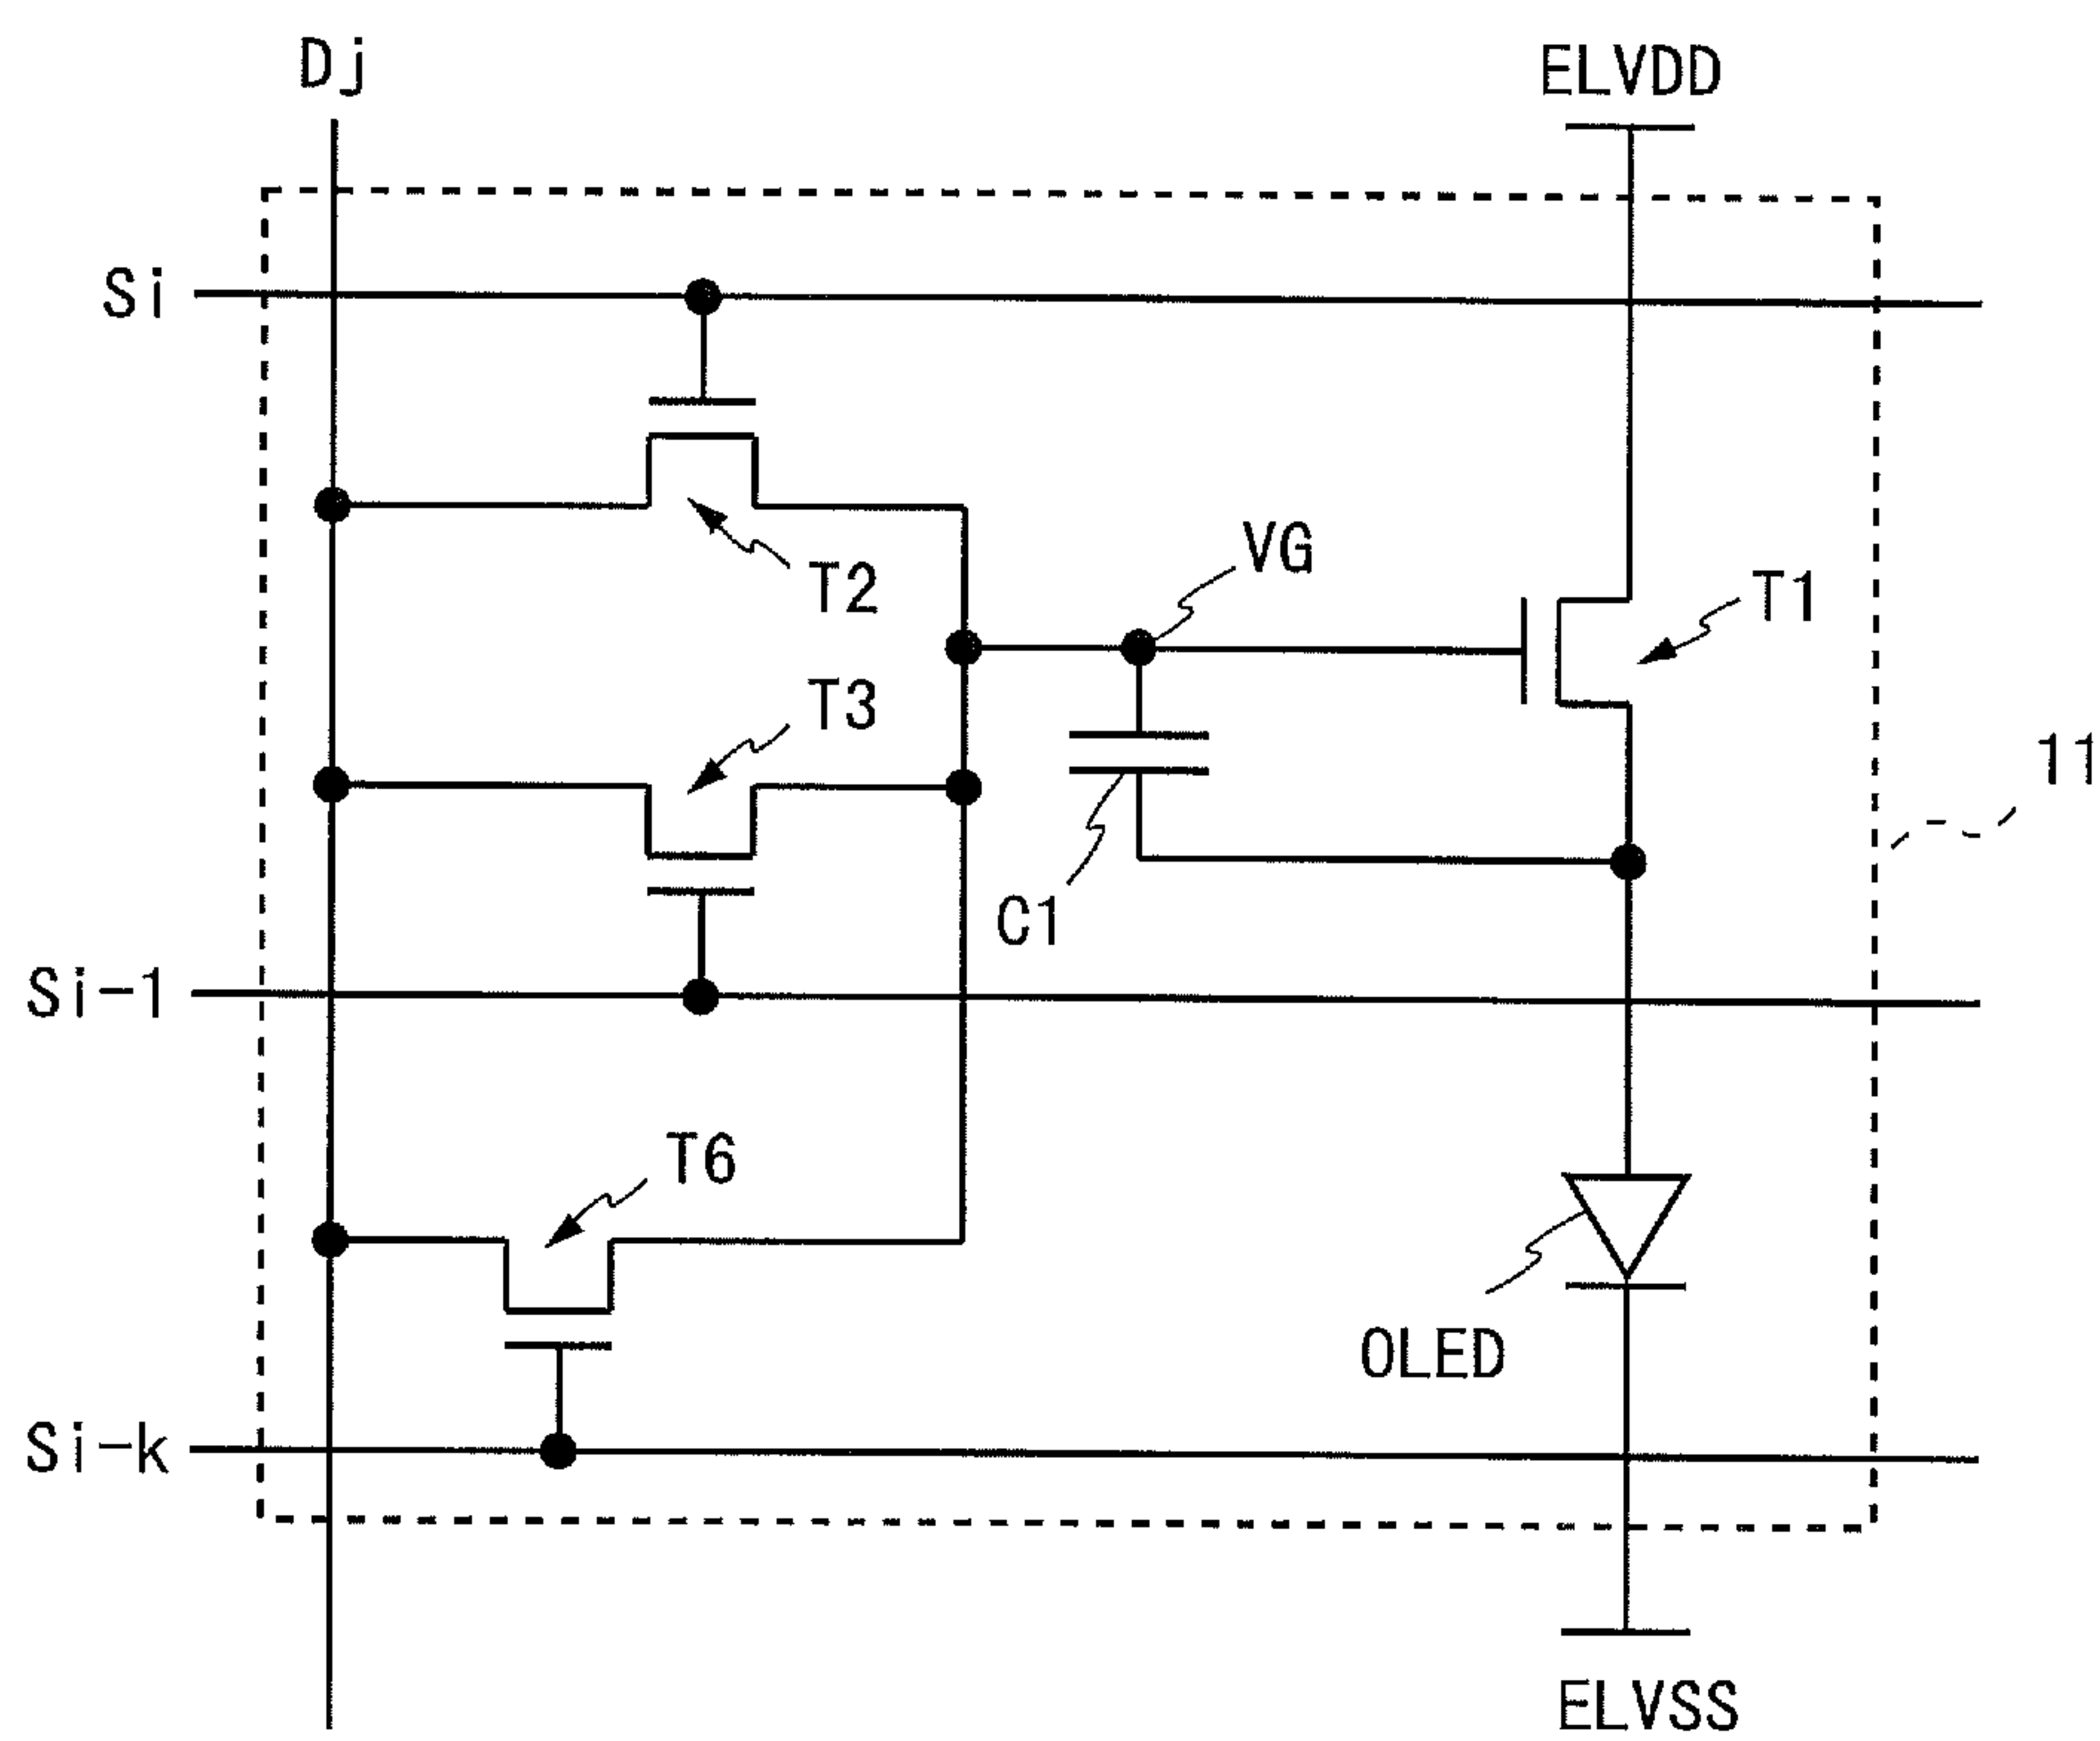 Dj
ELVDD
Si
T2
VG
T1
T3
11
C1
Si-1
T6
OLED
Si-k
ELVSS